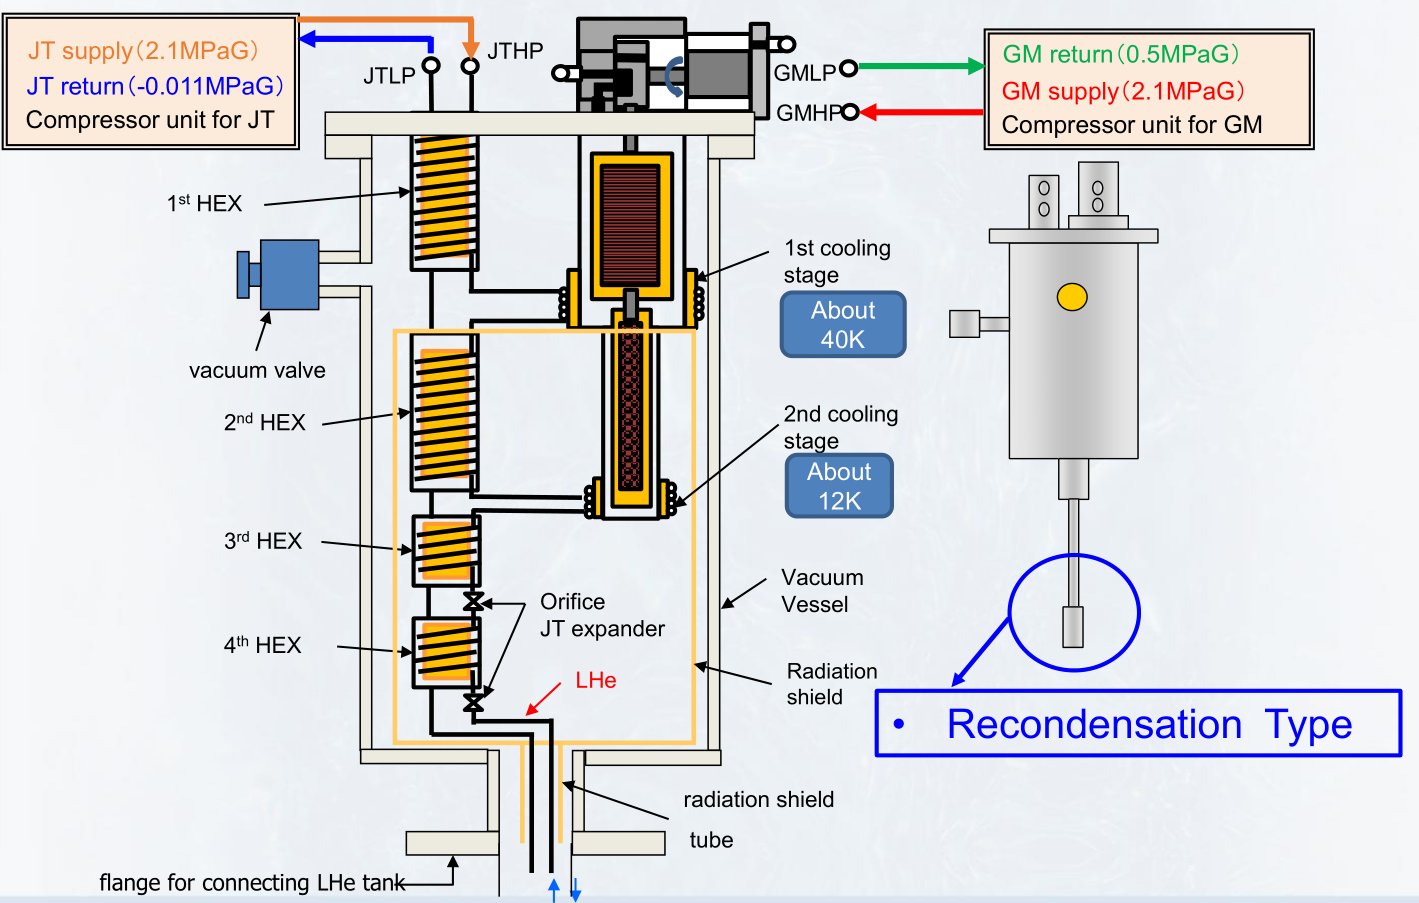 JT supply（2.1MPaG）
JT return（-0.011MPaG）
Compressor unit for JT
JTLP
JTHP
GMLP
GMHP
GM return（0.5MPaG）
GM supply（2.1MPaG）
Compressor unit for GM
1st HEX
vacuum valve
2nd HEX
3rd HEX
4th HEX
1st cooling
stage
About
40K
2nd cooling
stage
About
12K
Orifice
JT expander
LHe
Vacuum
Vessel
Radiation
shield
radiation shield
tube
flange for connecting LHe tank
• Recondensation Type